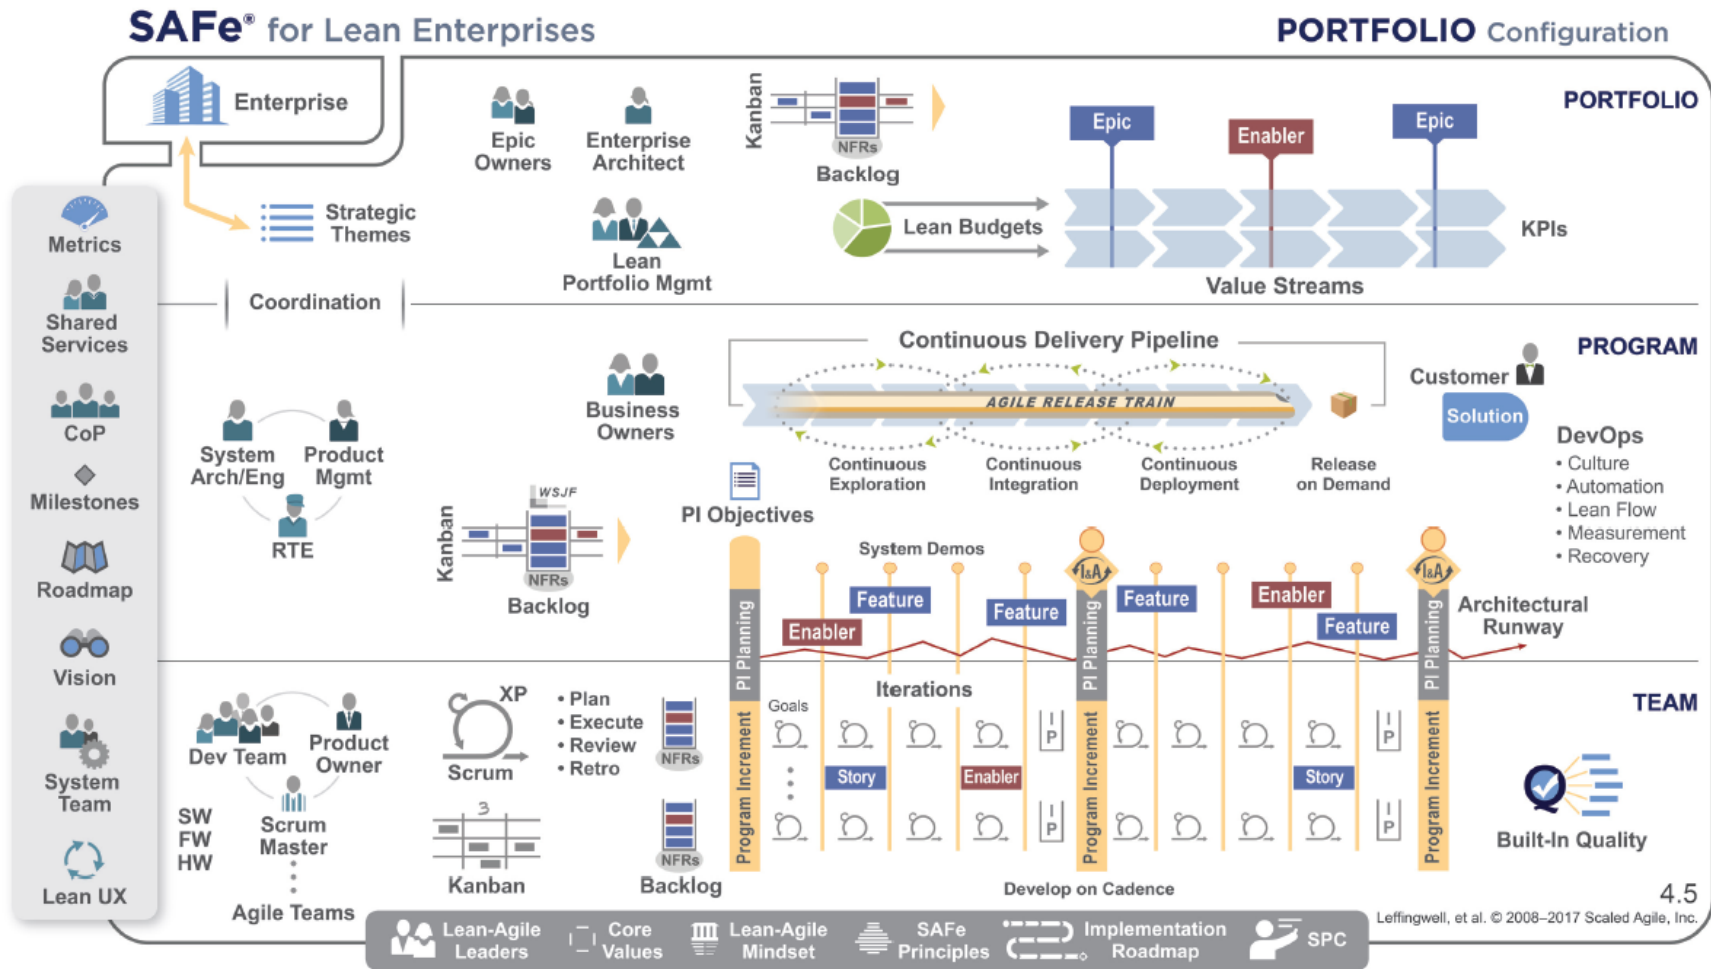 SAFe® for Lean Enterprises
PORTFOLIO Configuration
Enterprise
Epic
Owners
Enterprise
Architect
Kanban
NFRs
Backlog
Epic
Enabler
Epic
PORTFOLIO
Strategic
Themes
Lean
Portfolio Mgmt
Lean Budgets
KPIs
Value Streams
Metrics
Shared
Services
CoP
Milestones
Roadmap
Vision
System
Team
Lean UX
Coordination
Business
Owners
Continuous Delivery Pipeline
AGILE RELEASE TRAIN
Continuous
Exploration
Continuous
Integration
Continuous
Deployment
Release
on Demand
PROGRAM
Customer
Solution
DevOps
• Culture
• Automation
• Lean Flow
• Measurement
• Recovery
System
Arch/Eng
Product
Mgmt
RTE
Kanban
WSJF
NFRs
Backlog
PI Objectives
System Demos
I&A
I&A
Enabler
Feature
Feature
Feature
Enabler
Feature
Architectural
Runway
PI Planning
PI Planning
PI Planning
TEAM
Dev Team
Product
Owner
Scrum
Master
SW
FW
HW
Agile Teams
XP
Scrum
• Plan
• Execute
• Review
• Retro
3
Kanban
NFRs
NFRs
Backlog
Iterations
Goals
Program Increment
Program Increment
Program Increment
I
P
I
P
I
P
I
P
Story
Enabler
Story
Develop on Cadence
Built-In Quality
4.5
Leffingwell, et al. © 2008–2017 Scaled Agile, Inc.
Lean-Agile
Leaders
Core
Values
Lean-Agile
Mindset
SAFe
Principles
Implementation
Roadmap
SPC